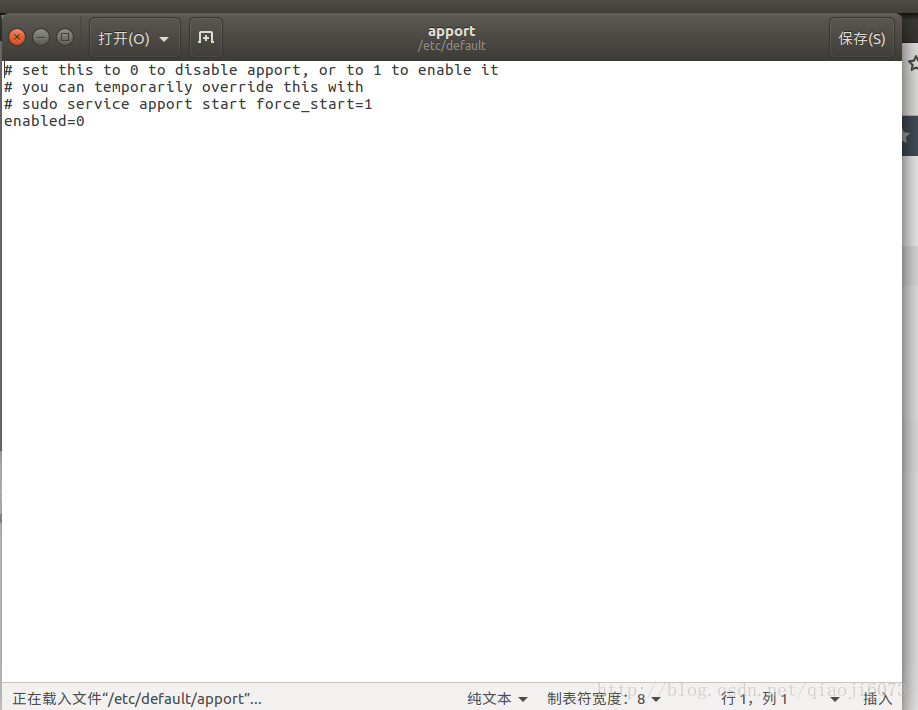 打开(O)
apport
/etc/default
保存(S)
# set this to 0 to disable apport, or to 1 to enable it
# you can temporarily override this with
# sudo service apport start force_start=1
enabled=0
正在载入文件“/etc/default/apport”...
纯文本
制表符宽度：8
行 1，列 1
插入
http://blog.csdn.net/qiaoji6073